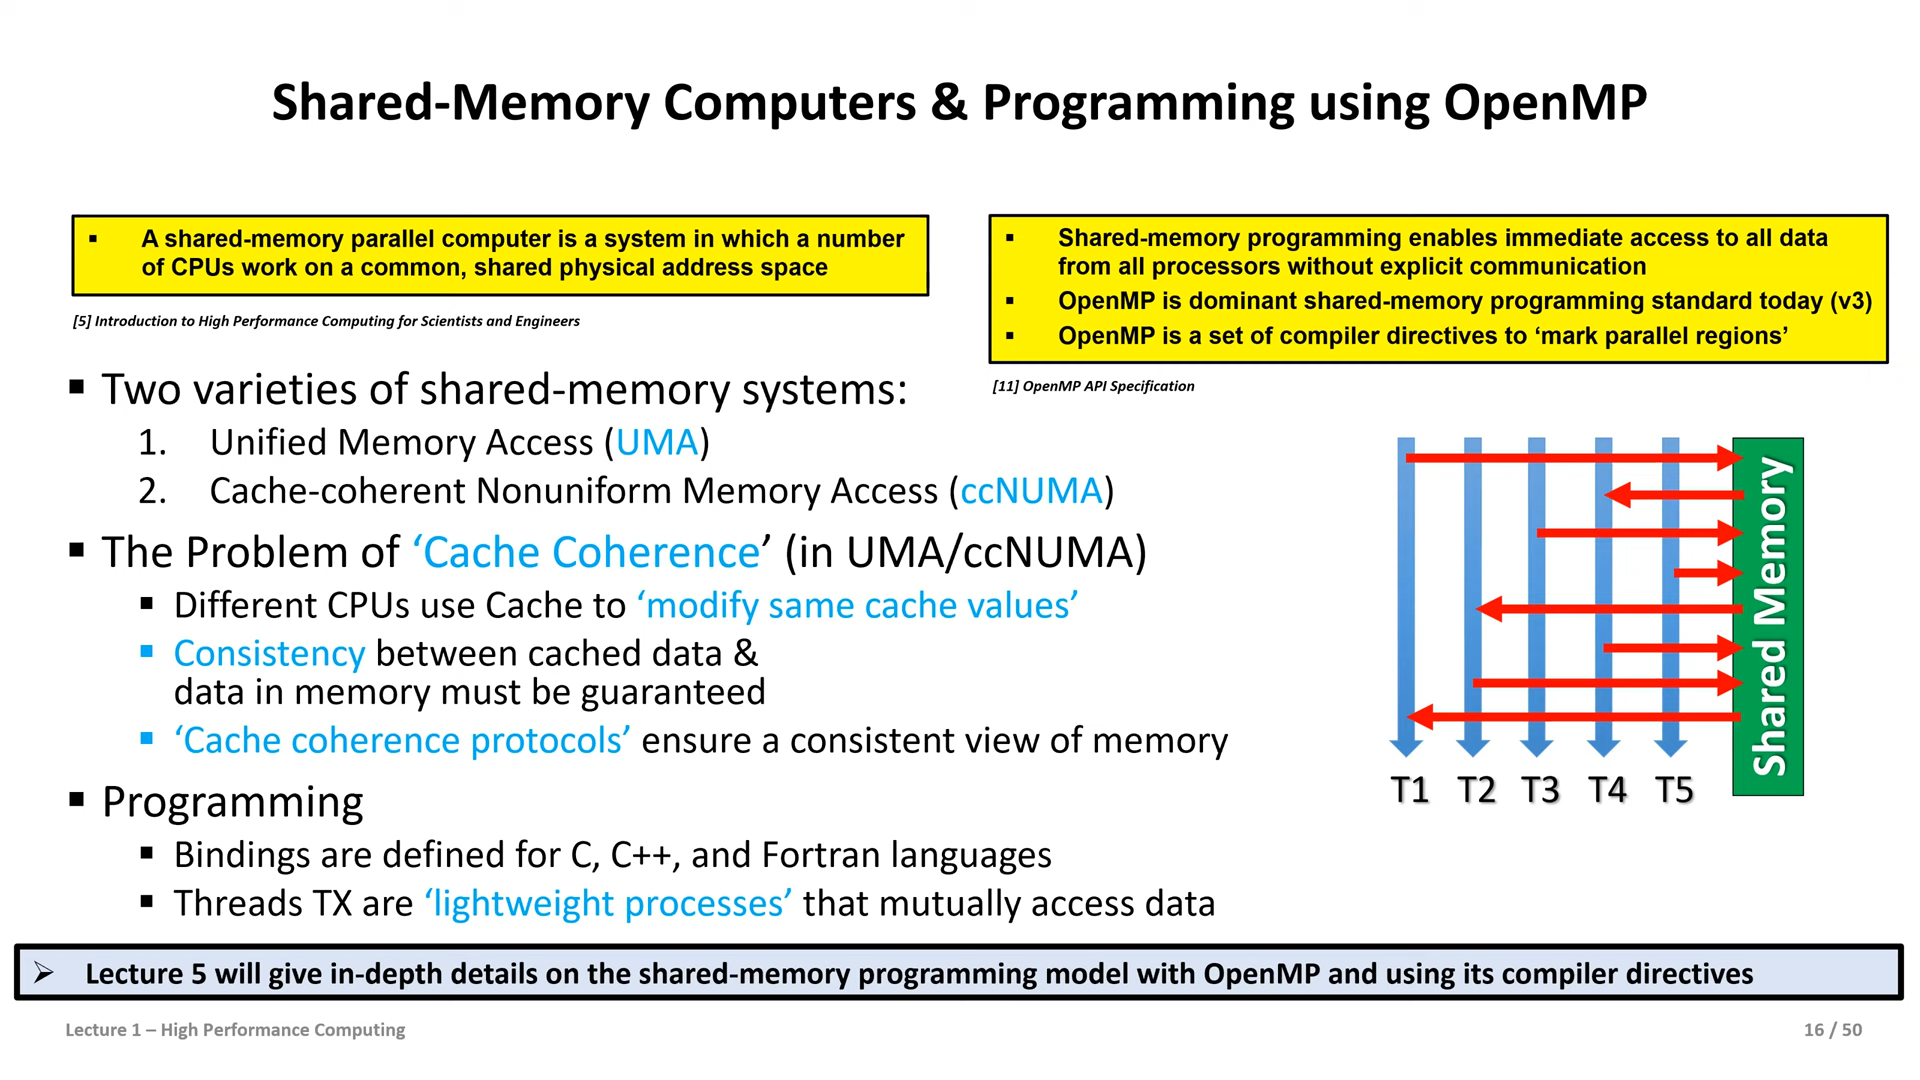 Shared-Memory Computers & Programming using OpenMP
▪ A shared-memory parallel computer is a system in which a number
of CPUs work on a common, shared physical address space
[5] Introduction to High Performance Computing for Scientists and Engineers
▪ Shared-memory programming enables immediate access to all data
from all processors without explicit communication
▪ OpenMP is dominant shared-memory programming standard today (v3)
▪ OpenMP is a set of compiler directives to ‘mark parallel regions’
[11] OpenMP API Specification
▪ Two varieties of shared-memory systems:
1. Unified Memory Access (UMA)
2. Cache-coherent Nonuniform Memory Access (ccNUMA)
▪ The Problem of ‘Cache Coherence’ (in UMA/ccNUMA)
▪ Different CPUs use Cache to ‘modify same cache values’
▪ Consistency between cached data &
data in memory must be guaranteed
▪ ‘Cache coherence protocols’ ensure a consistent view of memory
▪ Programming
▪ Bindings are defined for C, C++, and Fortran languages
▪ Threads TX are ‘lightweight processes’ that mutually access data
Shared Memory
T1 T2 T3 T4 T5
➢ Lecture 5 will give in-depth details on the shared-memory programming model with OpenMP and using its compiler directives
Lecture 1 – High Performance Computing
16 / 50